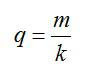 q = m/k